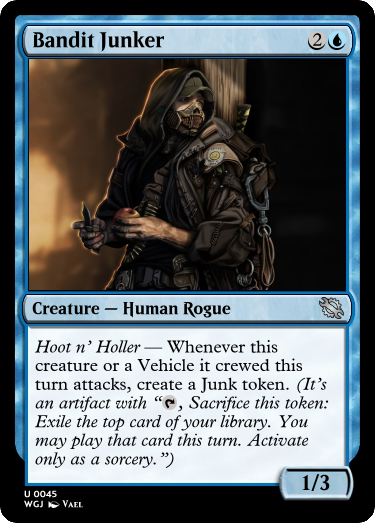 Bandit Junker 2
Creature — Human Rogue
Hoot n' Holler — Whenever this
creature or a Vehicle it crewed this
turn attacks, create a Junk token. (It's
an artifact with “, Sacrifice this token:
Exile the top card of your library. You
may play that card this turn. Activate
only as a sorcery.”)
1/3
U 0045
WGJ Vael